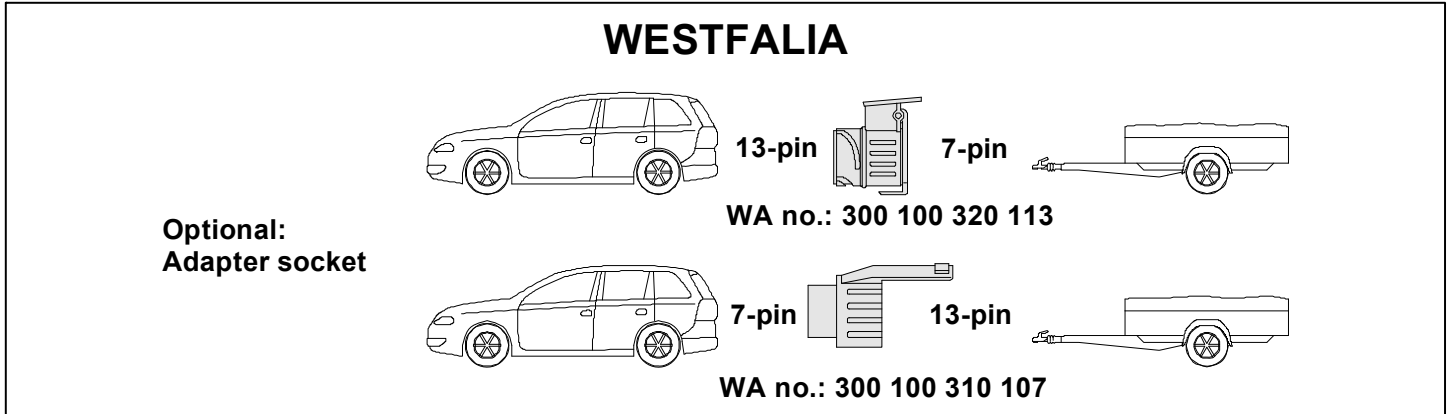 WESTFALIA
13-pin
7-pin
WA no.: 300 100 320 113
Optional:
Adapter socket
7-pin
13-pin
WA no.: 300 100 310 107